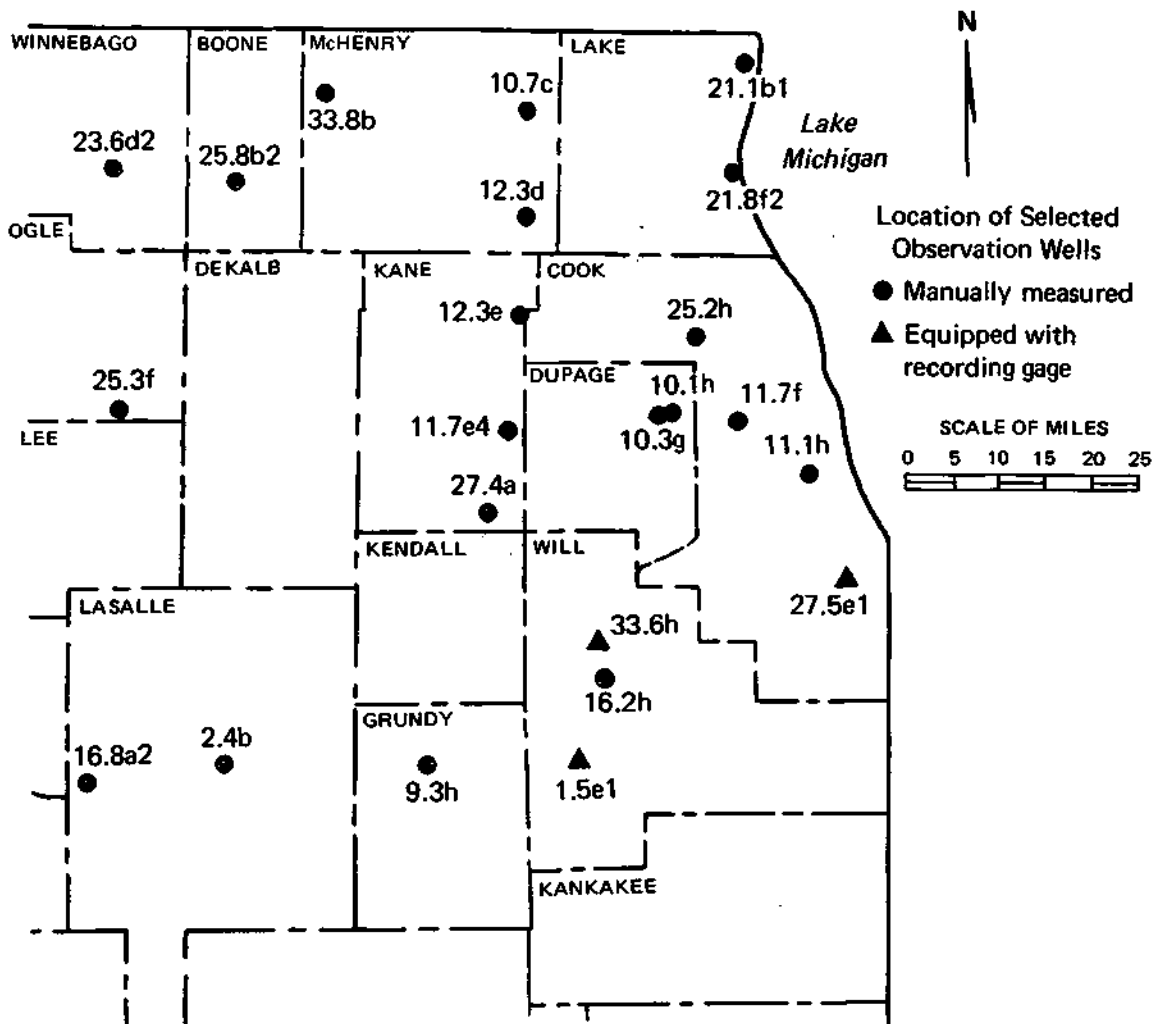 N
WINNEBAGO
BOONE
McHENRY
LAKE
10.7c
21.1b1
33.8b
Lake
Michigan
23.6d2
25.8b2
12.3d
21.8f2
Location of Selected
Observation Wells
Manually measured
Equipped with
recording gage
SCALE OF MILES
0 5 10 15 20 25
OGLE
DEKALB
KANE
COOK
12.3e
25.2h
DUPAGE
25.3f
10.1h
11.7f
LEE
11.7e4
10.3g
11.1h
27.4a
KENDALL
WILL
LASALLE
27.5e1
33.6h
16.2h
GRUNDY
16.8a2
2.4b
9.3h
1.5e1
KANKAKEE